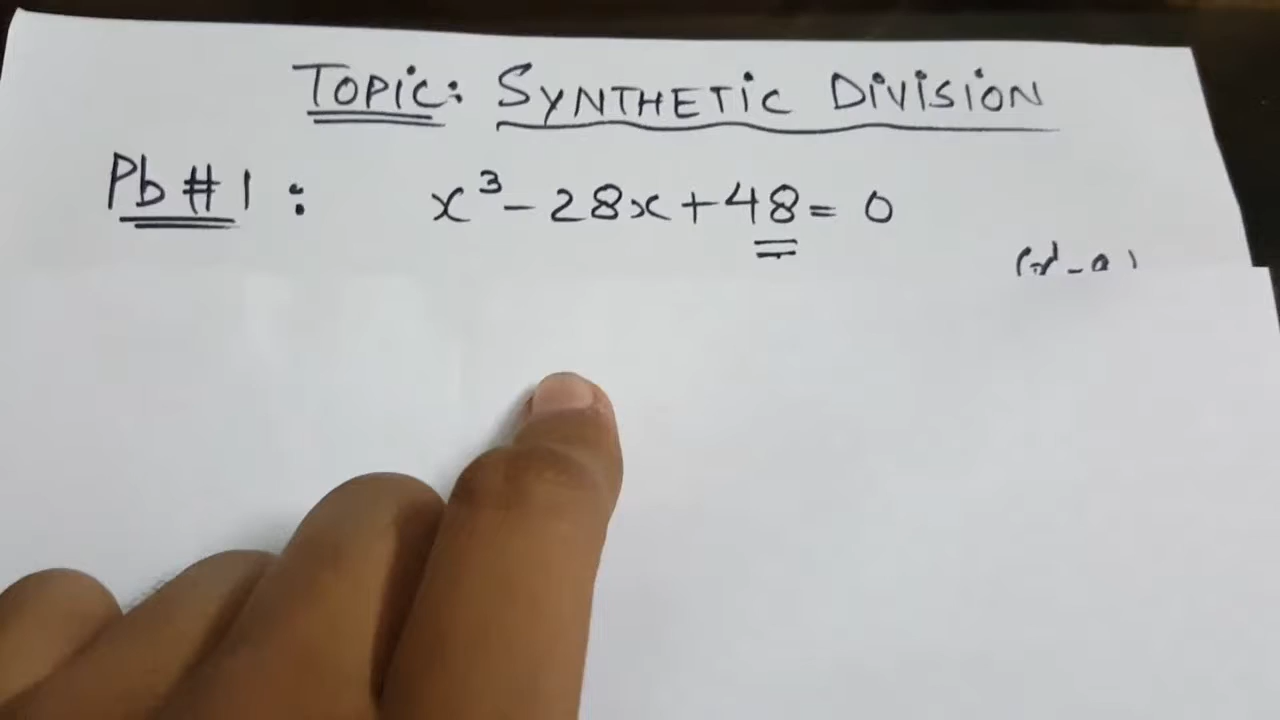 TOPiC: SYNTHETiC DiViSiON
Pb # 1 : x³ - 28x + 48 = 0